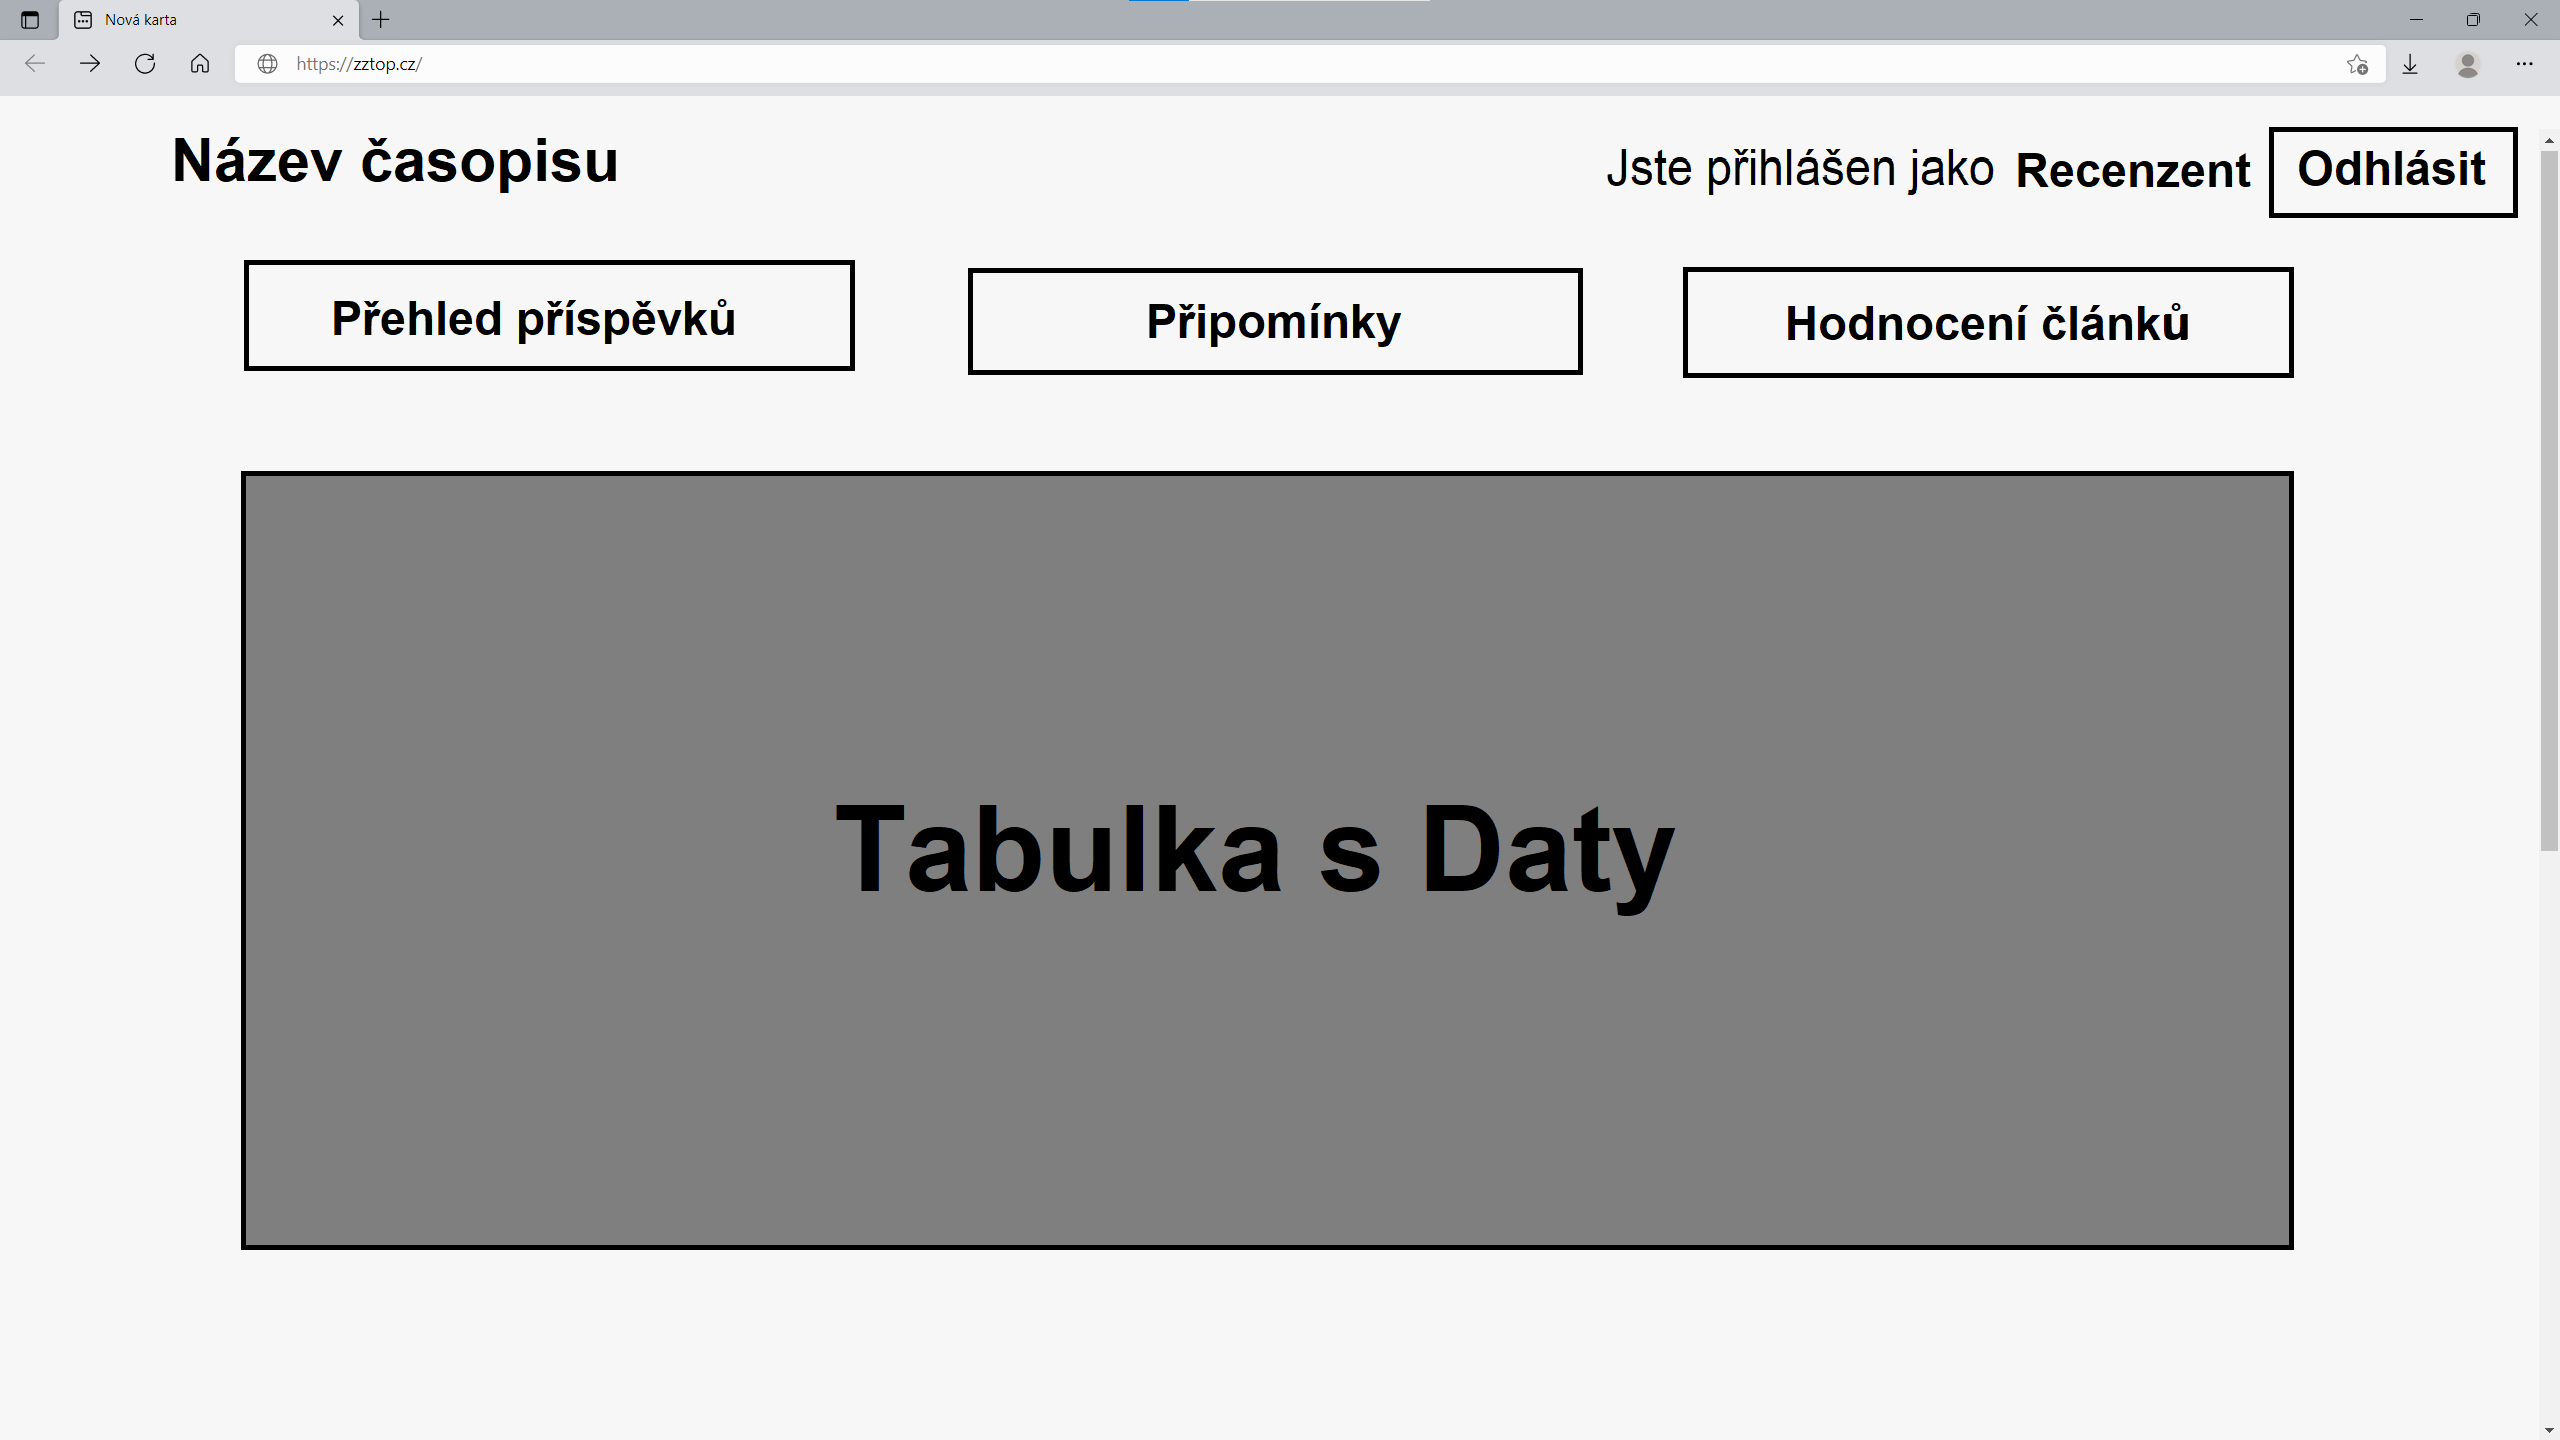 Nová karta
https://zztop.cz/
Název časopisu
Jste přihlášen jako Recenzent Odhlásit
Přehled příspěvků
Připomínky
Hodnocení článků
Tabulka s Daty